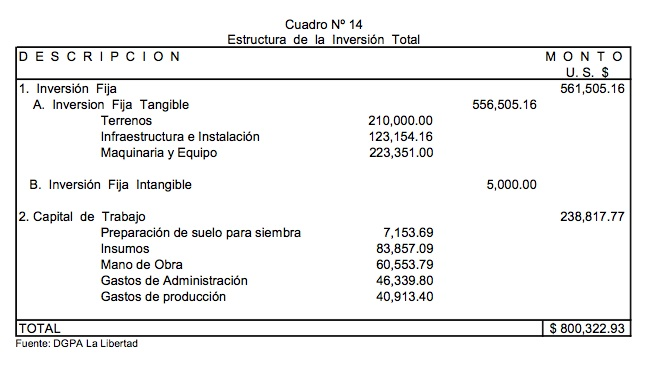 Cuadro Nº 14
Estructura de la Inversión Total
D E S C R I P C I O N M O N T O
U. S. $
1. Inversión Fija 561,505.16
A. Inversion Fija Tangible 556,505.16
Terrenos 210,000.00
Infraestructura e Instalación 123,154.16
Maquinaria y Equipo 223,351.00
B. Inversión Fija Intangible 5,000.00
2. Capital de Trabajo 238,817.77
Preparación de suelo para siembra 7,153.69
Insumos 83,857.09
Mano de Obra 60,553.79
Gastos de Administración 46,339.80
Gastos de producción 40,913.40
TOTAL $ 800,322.93
Fuente: DGPA La Libertad